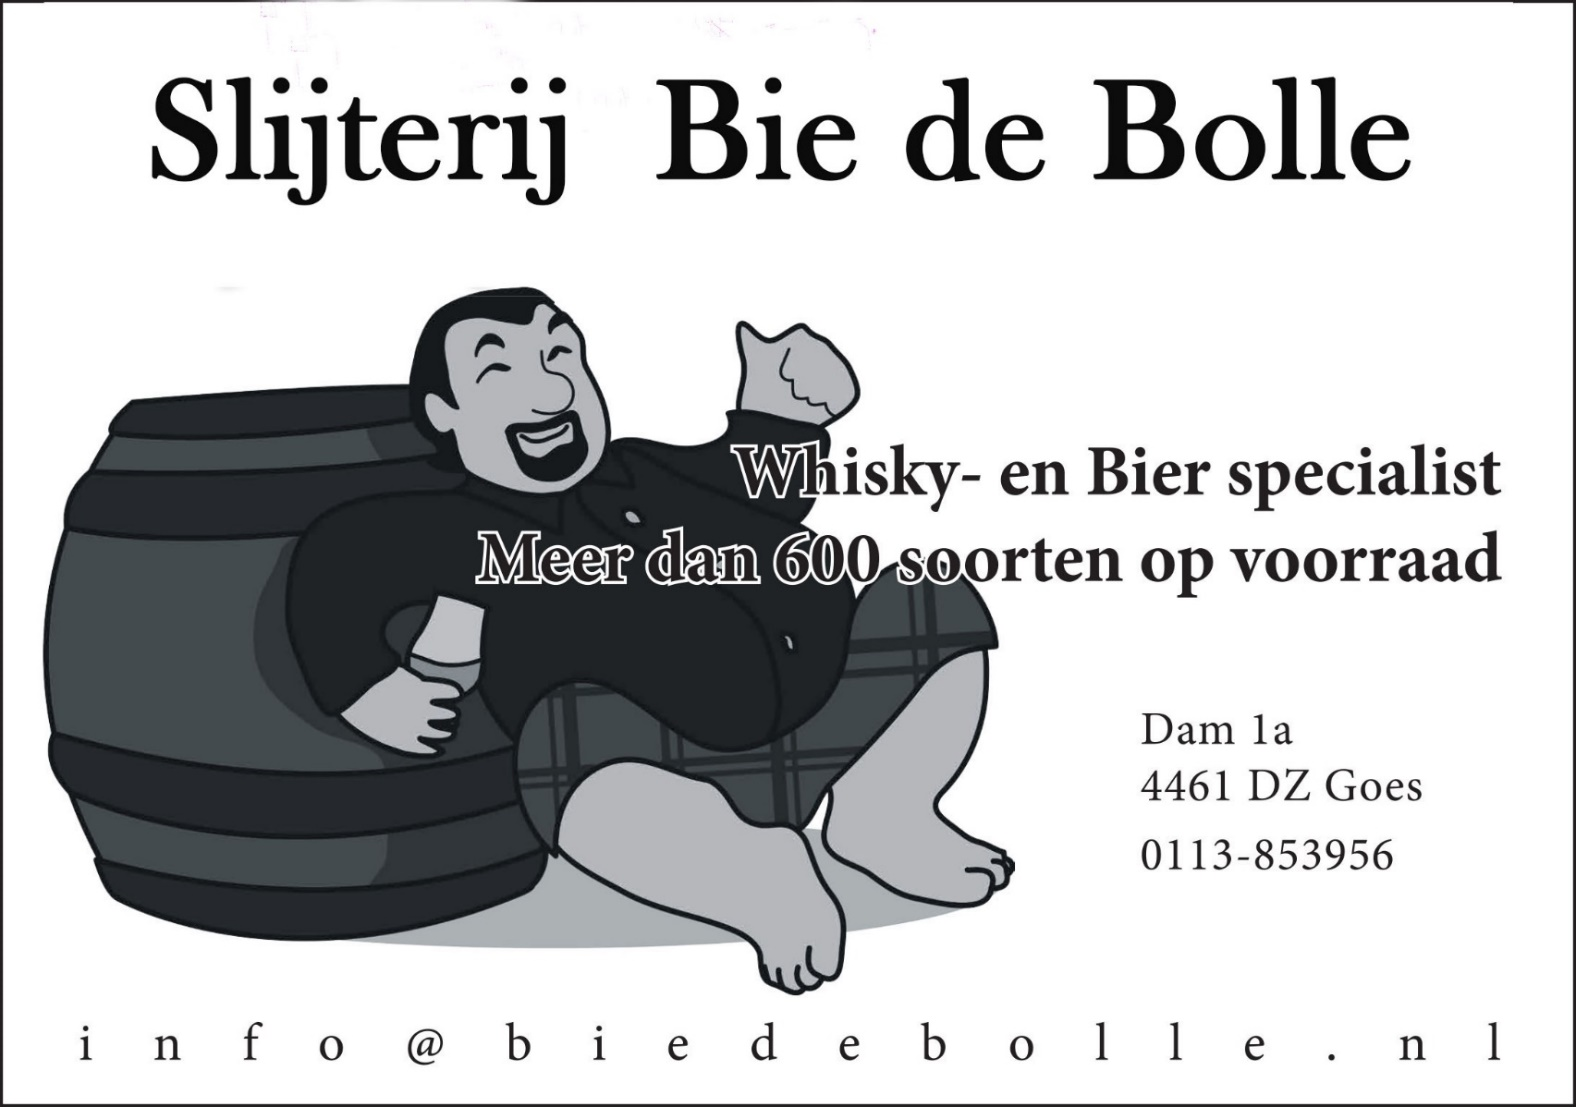 Slijterij Bie de Bolle
Whisky- en Bier specialist
Meer dan 600 soorten op voorraad
Dam 1a
4461 DZ Goes
0113-853956
info@biedebolle.nl